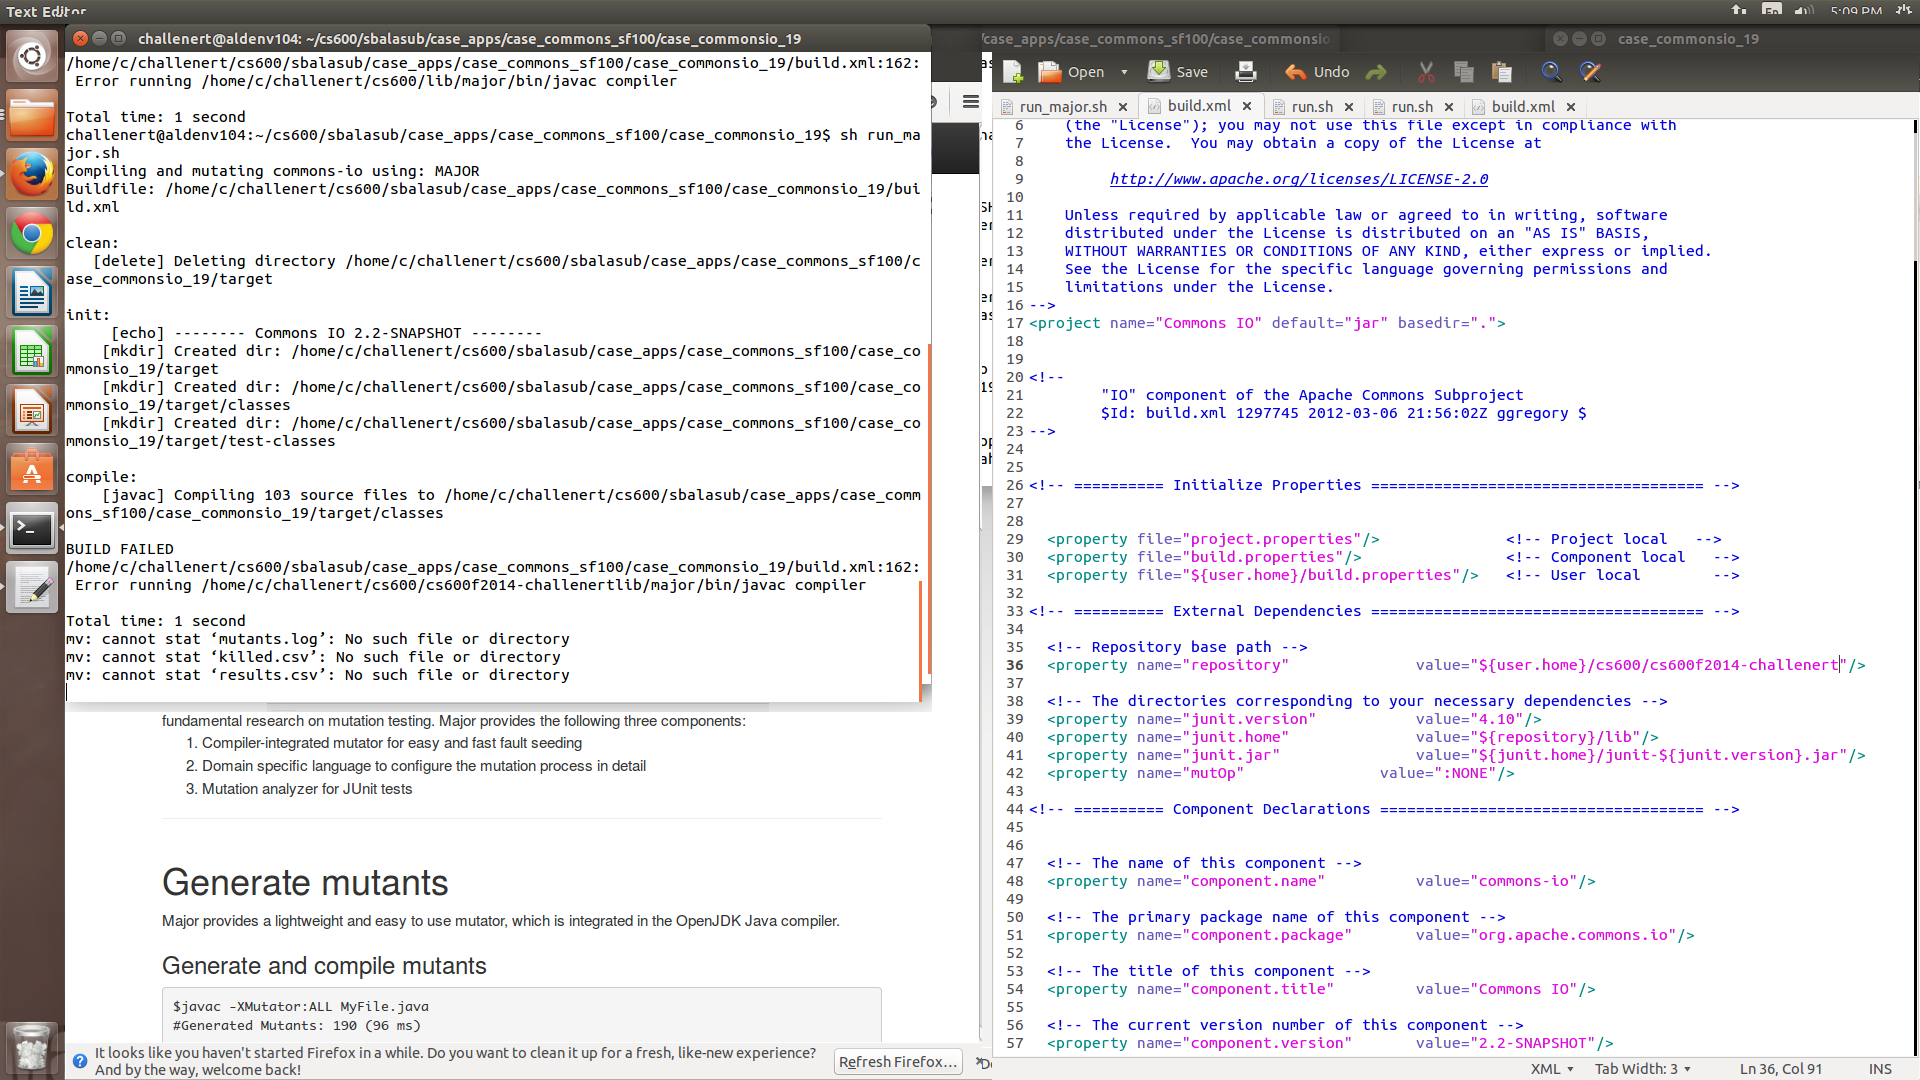 Text Editor
5:09 PM
challenert@aldenv104: ~/cs600/sbalasub/case_apps/case_commons_sf100/case_commonsio_19
/home/c/challenert/cs600/sbalasub/case_apps/case_commons_sf100/case_commonsio_19/build.xml:162:
 Error running /home/c/challenert/cs600/lib/major/bin/javac compiler
Total time: 1 second
challenert@aldenv104:~/cs600/sbalasub/case_apps/case_commons_sf100/case_commonsio_19$ sh run_ma
jor.sh
Compiling and mutating commons-io using: MAJOR
Buildfile: /home/c/challenert/cs600/sbalasub/case_apps/case_commons_sf100/case_commonsio_19/bui
ld.xml
clean:
   [delete] Deleting directory /home/c/challenert/cs600/sbalasub/case_apps/case_commons_sf100/c
ase_commonsio_19/target
init:
     [echo] -------- Commons IO 2.2-SNAPSHOT --------
    [mkdir] Created dir: /home/c/challenert/cs600/sbalasub/case_apps/case_commons_sf100/case_co
mmonsio_19/target
    [mkdir] Created dir: /home/c/challenert/cs600/sbalasub/case_apps/case_commons_sf100/case_co
mmonsio_19/target/classes
    [mkdir] Created dir: /home/c/challenert/cs600/sbalasub/case_apps/case_commons_sf100/case_co
mmonsio_19/target/test-classes
compile:
    [javac] Compiling 103 source files to /home/c/challenert/cs600/sbalasub/case_apps/case_comm
ons_sf100/case_commonsio_19/target/classes
BUILD FAILED
/home/c/challenert/cs600/sbalasub/case_apps/case_commons_sf100/case_commonsio_19/build.xml:162:
 Error running /home/c/challenert/cs600/cs600f2014-challenertlib/major/bin/javac compiler
Total time: 1 second
mv: cannot stat ‘mutants.log’: No such file or directory
mv: cannot stat ‘killed.csv’: No such file or directory
mv: cannot stat ‘results.csv’: No such file or directory
fundamental research on mutation testing. Major provides the following three components:
1. Compiler-integrated mutator for easy and fast fault seeding
2. Domain specific language to configure the mutation process in detail
3. Mutation analyzer for JUnit tests
Generate mutants
Major provides a lightweight and easy to use mutator, which is integrated in the OpenJDK Java compiler.
Generate and compile mutants
$javac -XMutator:ALL MyFile.java
#Generated Mutants: 190 (96 ms)
It looks like you haven't started Firefox in a while. Do you want to clean it up for a fresh, like-new experience?
And by the way, welcome back!
Refresh Firefox…
/case_apps/case_commons_sf100/case_commonsio
case_commonsio_19
Open Save Undo
run_major.sh build.xml run.sh run.sh build.xml
6 (the "License"); you may not use this file except in compliance with
7 the License.  You may obtain a copy of the License at
8
9 http://www.apache.org/licenses/LICENSE-2.0
10
11 Unless required by applicable law or agreed to in writing, software
12 distributed under the License is distributed on an "AS IS" BASIS,
13 WITHOUT WARRANTIES OR CONDITIONS OF ANY KIND, either express or implied.
14 See the License for the specific language governing permissions and
15 limitations under the License.
16 -->
17 <project name="Commons IO" default="jar" basedir=".">
18
19
20 <!--
21 "IO" component of the Apache Commons Subproject
22 $Id: build.xml 1297745 2012-03-06 21:56:02Z ggregory $
23 -->
24
25
26 <!-- ========== Initialize Properties ===================================== -->
27
28
29 <property file="project.properties"/> <!-- Project local   -->
30 <property file="build.properties"/> <!-- Component local   -->
31 <property file="${user.home}/build.properties"/> <!-- User local        -->
32
33 <!-- ========== External Dependencies ===================================== -->
34
35 <!-- Repository base path -->
36 <property name="repository" value="${user.home}/cs600/cs600f2014-challenert"/>
37
38 <!-- The directories corresponding to your necessary dependencies -->
39 <property name="junit.version" value="4.10"/>
40 <property name="junit.home" value="${repository}/lib"/>
41 <property name="junit.jar" value="${junit.home}/junit-${junit.version}.jar"/>
42 <property name="mutOp" value=":NONE"/>
43
44 <!-- ========== Component Declarations ==================================== -->
45
46
47 <!-- The name of this component -->
48 <property name="component.name" value="commons-io"/>
49
50 <!-- The primary package name of this component -->
51 <property name="component.package" value="org.apache.commons.io"/>
52
53 <!-- The title of this component -->
54 <property name="component.title" value="Commons IO"/>
55
56 <!-- The current version number of this component -->
57 <property name="component.version" value="2.2-SNAPSHOT"/>
XML Tab Width: 3 Ln 36, Col 91 INS